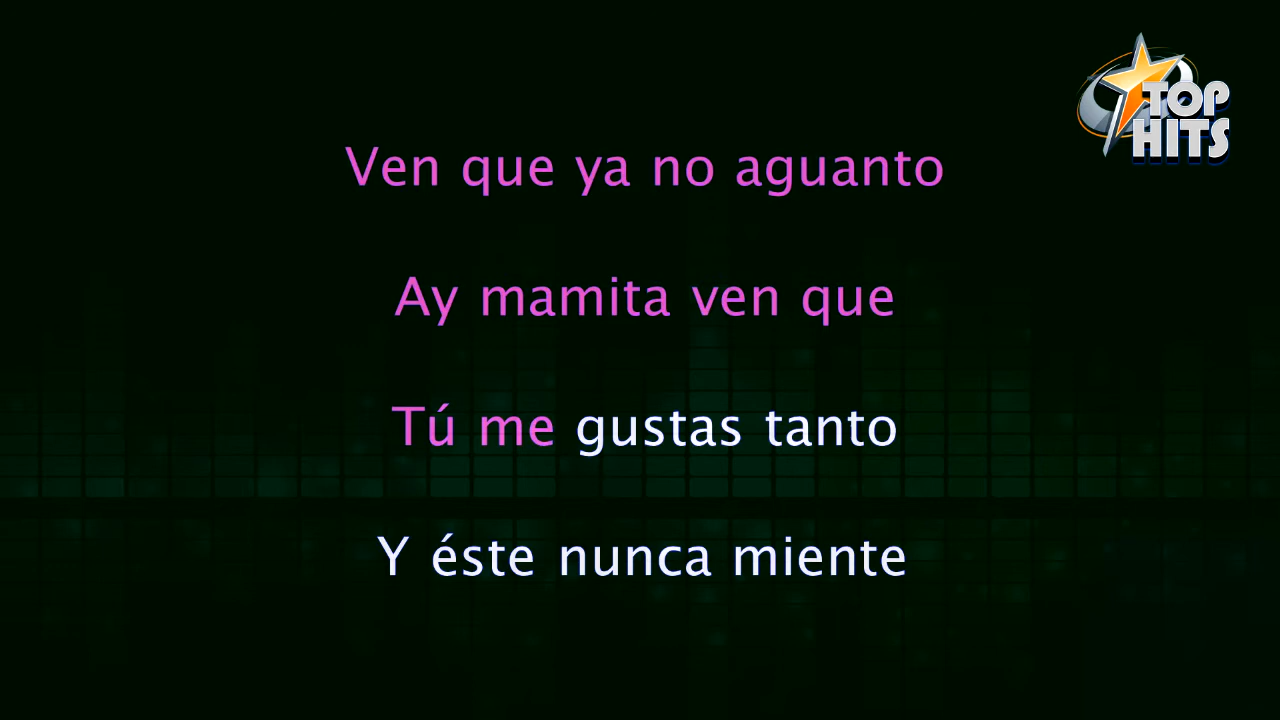 TOP
HITS
Ven que ya no aguanto
Ay mamita ven que
Tú me gustas tanto
Y éste nunca miente